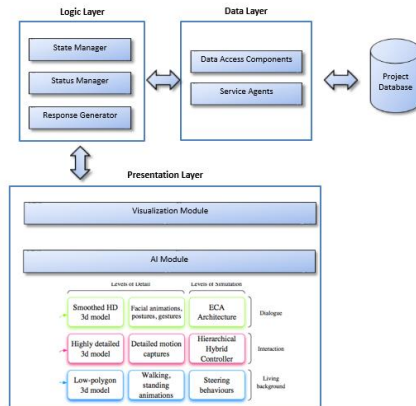 Logic Layer
Data Layer
State Manager
Status Manager
Response Generator
Data Access Components
Service Agents
Project
Database
Presentation Layer
Visualization Module
AI Module
Levels of Detail
Levels of Simulation
Smoothed HD
3d model
Facial animations,
postures, gestures
ECA
Architecture
Dialogue
Highly detailed
3d model
Detailed motion
captures
Hierarchical
Hybrid
Controller
Interaction
Low-polygon
3d model
Walking,
standing
animations
Steering
behaviours
Living
background